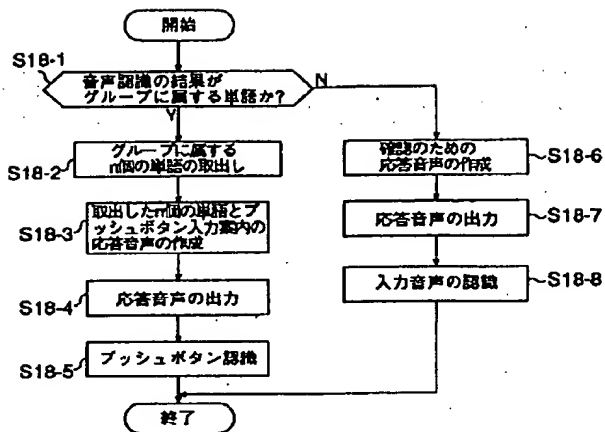 開始
S18-1
音声認識の結果が
グループに属する単語か?
N
Y
S18-2
グループに属する
n個の単語の取出し
S18-3
取出したn個の単語とプ
ッシュボタン入力案内の
応答音声の作成
S18-4
応答音声の出力
S18-5
プッシュボタン認識
確認のための
応答音声の作成
S18-6
応答音声の出力
S18-7
入力音声の認識
S18-8
終了